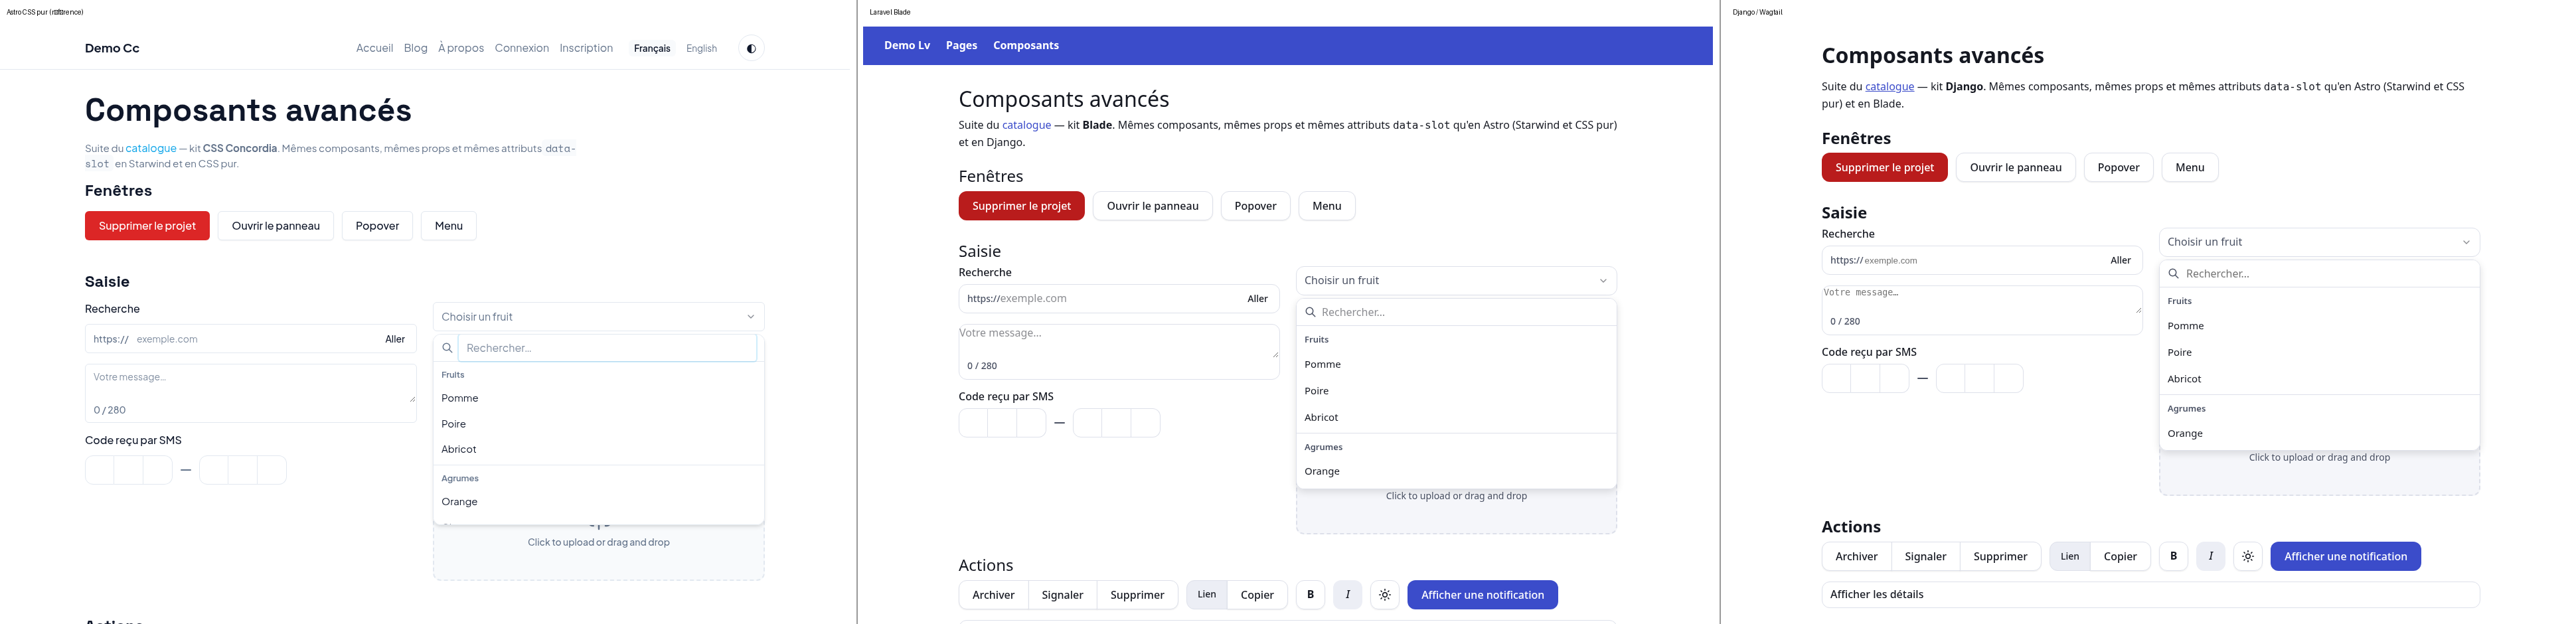 Astro CSS pur (référence)
Demo Cc
Accueil Blog À propos Connexion Inscription Français English
Composants avancés
Suite du catalogue — kit CSS Concordia. Mêmes composants, mêmes props et mêmes attributs data-
slot en Starwind et en CSS pur.
Fenêtres
Supprimer le projet Ouvrir le panneau Popover Menu
Saisie
Recherche
https:// exemple.com Aller
Votre message…
0 / 280
Code reçu par SMS
—
Choisir un fruit
Rechercher…
Fruits
Pomme
Poire
Abricot
Agrumes
Orange
Click to upload or drag and drop
Laravel Blade
Demo Lv Pages Composants
Composants avancés
Suite du catalogue — kit Blade. Mêmes composants, mêmes props et mêmes attributs data-slot qu'en Astro (Starwind et CSS pur)
et en Django.
Fenêtres
Supprimer le projet Ouvrir le panneau Popover Menu
Saisie
Recherche
https://exemple.com Aller
Votre message…
0 / 280
Code reçu par SMS
—
Choisir un fruit
Rechercher…
Fruits
Pomme
Poire
Abricot
Agrumes
Orange
Click to upload or drag and drop
Actions
Archiver Signaler Supprimer Lien Copier B I Afficher une notification
Django / Wagtail
Composants avancés
Suite du catalogue — kit Django. Mêmes composants, mêmes props et mêmes attributs data-slot qu'en Astro (Starwind et CSS
pur) et en Blade.
Fenêtres
Supprimer le projet Ouvrir le panneau Popover Menu
Saisie
Recherche
https:// exemple.com Aller
Votre message…
0 / 280
Code reçu par SMS
—
Choisir un fruit
Rechercher…
Fruits
Pomme
Poire
Abricot
Agrumes
Orange
Click to upload or drag and drop
Actions
Archiver Signaler Supprimer Lien Copier B I Afficher une notification
Afficher les détails